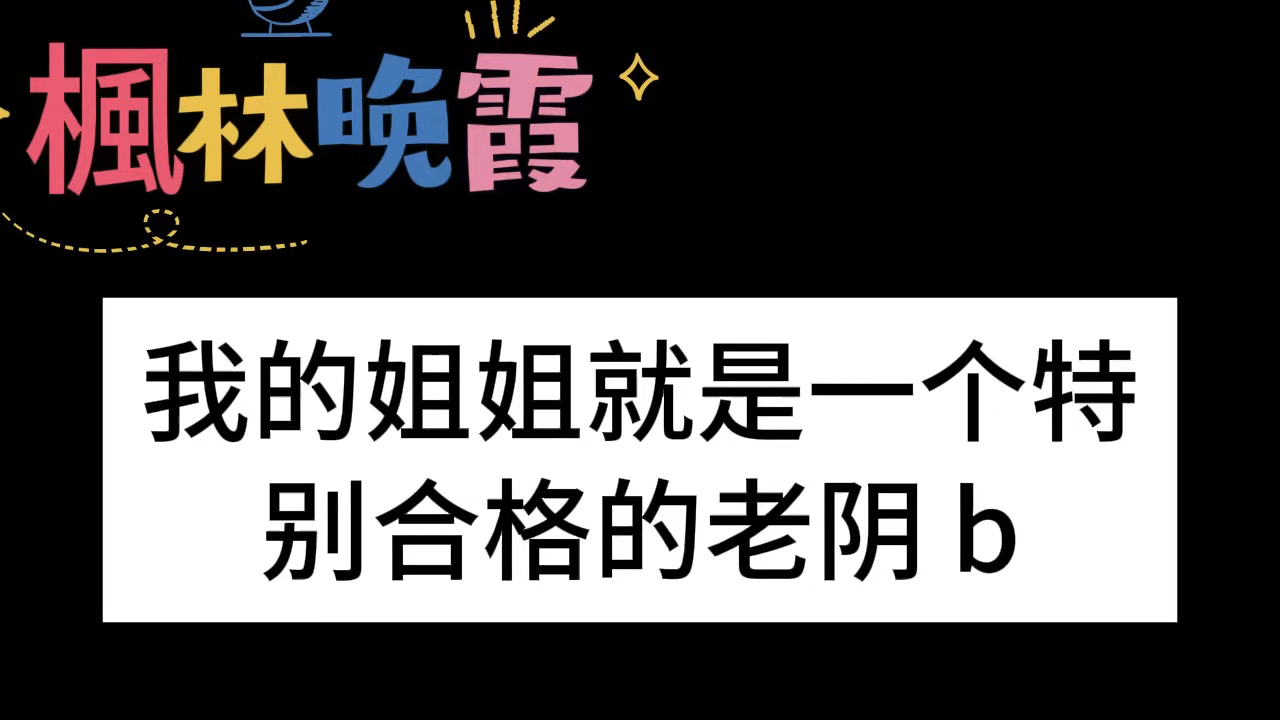 楓林晚霞
我的姐姐就是一个特
别合格的老阴b